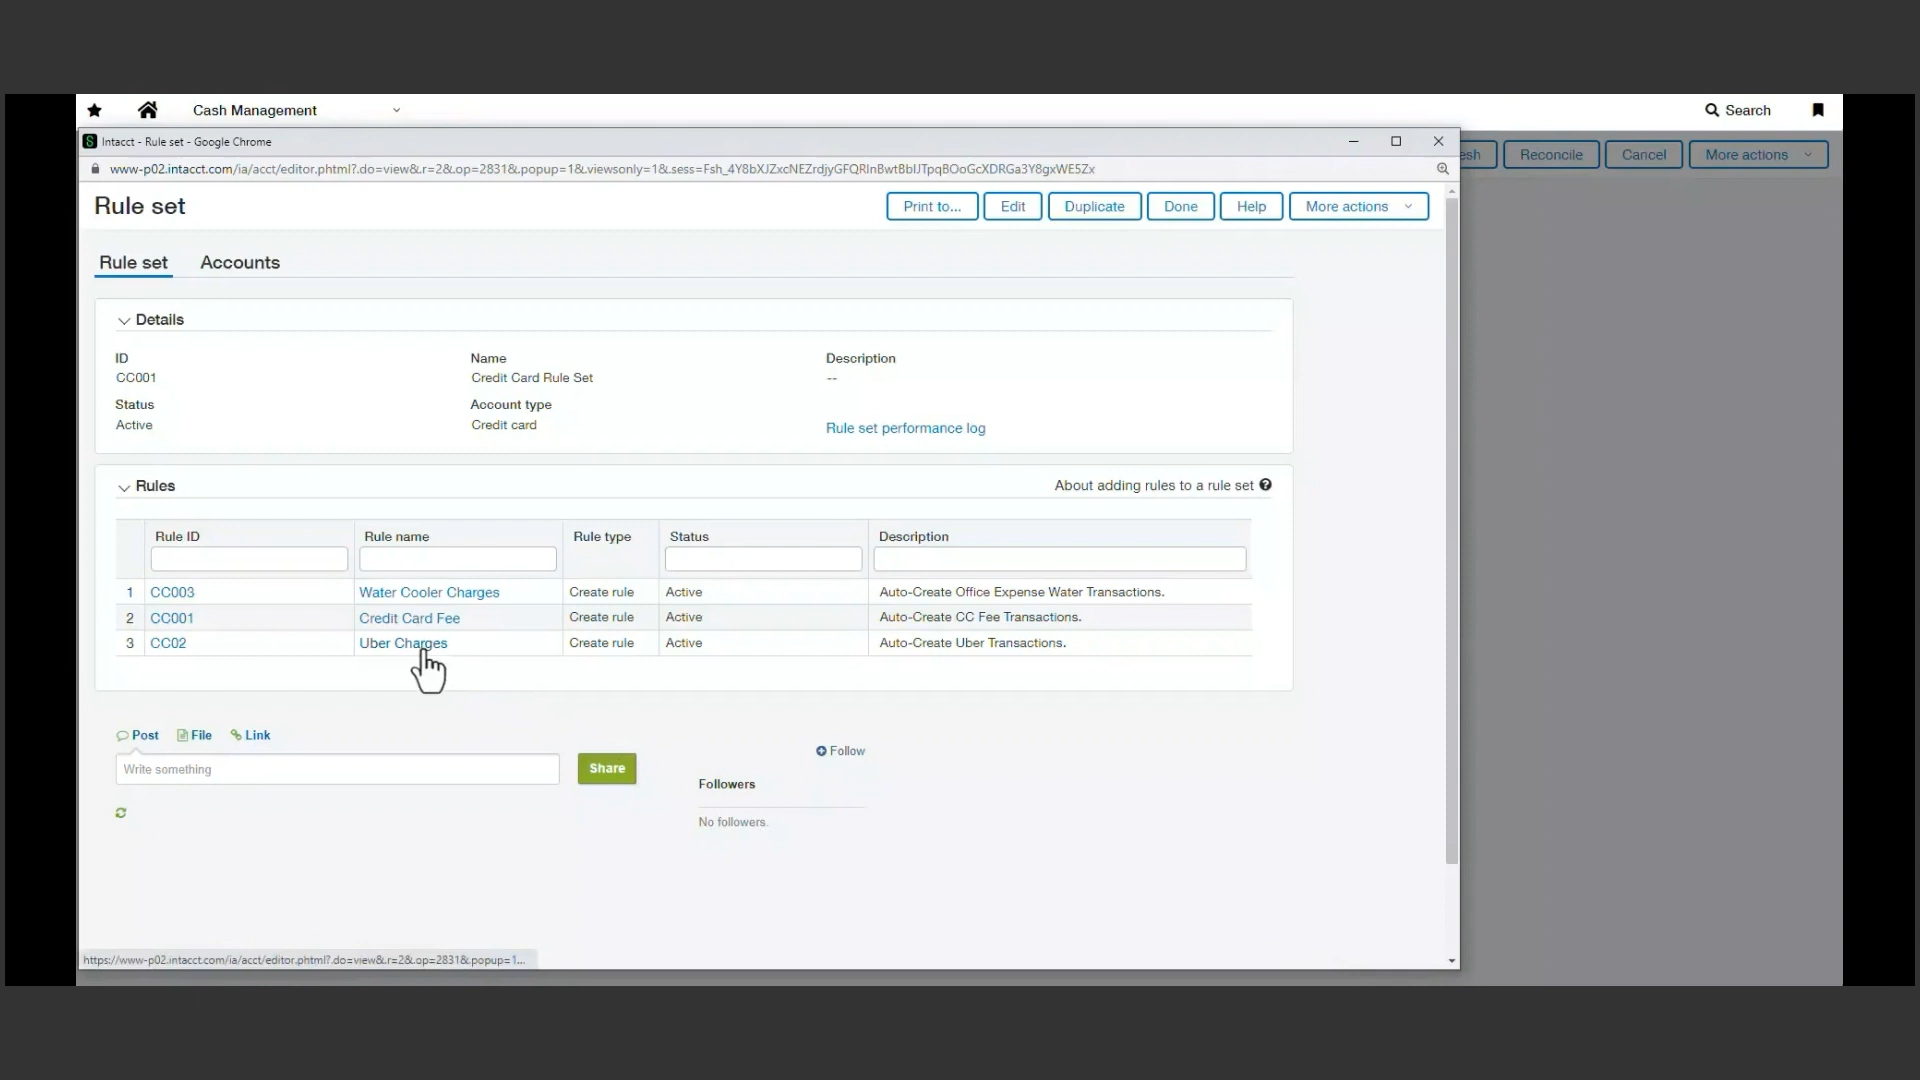 Cash Management
Search
Intacct - Rule set - Google Chrome
esh
Reconcile
Cancel
More actions
www-p02.intacct.com/ia/acct/editor.phtml?.do=view&.r=2&.op=2831&.popup=1&.viewsonly=1&.sess=Fsh_4Y8bXJZxcNEZrdjyGFQRInBwtBbIJTpqBOoGcXDRGa3Y8gxWE5Zx
Rule set
Print to...
Edit
Duplicate
Done
Help
More actions
Rule set
Accounts
Details
ID
Name
Description
CC001
Credit Card Rule Set
--
Status
Account type
Active
Credit card
Rule set performance log
Rules
About adding rules to a rule set
Rule ID
Rule name
Rule type
Status
Description
1 CC003 Water Cooler Charges Create rule Active Auto-Create Office Expense Water Transactions.
2 CC001 Credit Card Fee Create rule Active Auto-Create CC Fee Transactions.
3 CC02 Uber Charges Create rule Active Auto-Create Uber Transactions.
Post
File
Link
Follow
Write something
Share
Followers
No followers.
https://www-p02.intacct.com/ia/acct/editor.phtml?.do=view&.r=2&.op=2831&.popup=1...